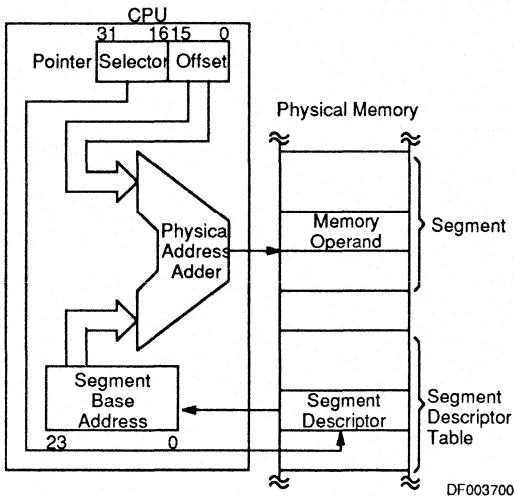 CPU
31 16 15 0
Pointer Selector Offset
Physical Memory
Physical
Address
Adder
Memory
Operand
Segment
Segment
Base
Address
23 0
Segment
Descriptor
Segment
Descriptor
Table
DF003700